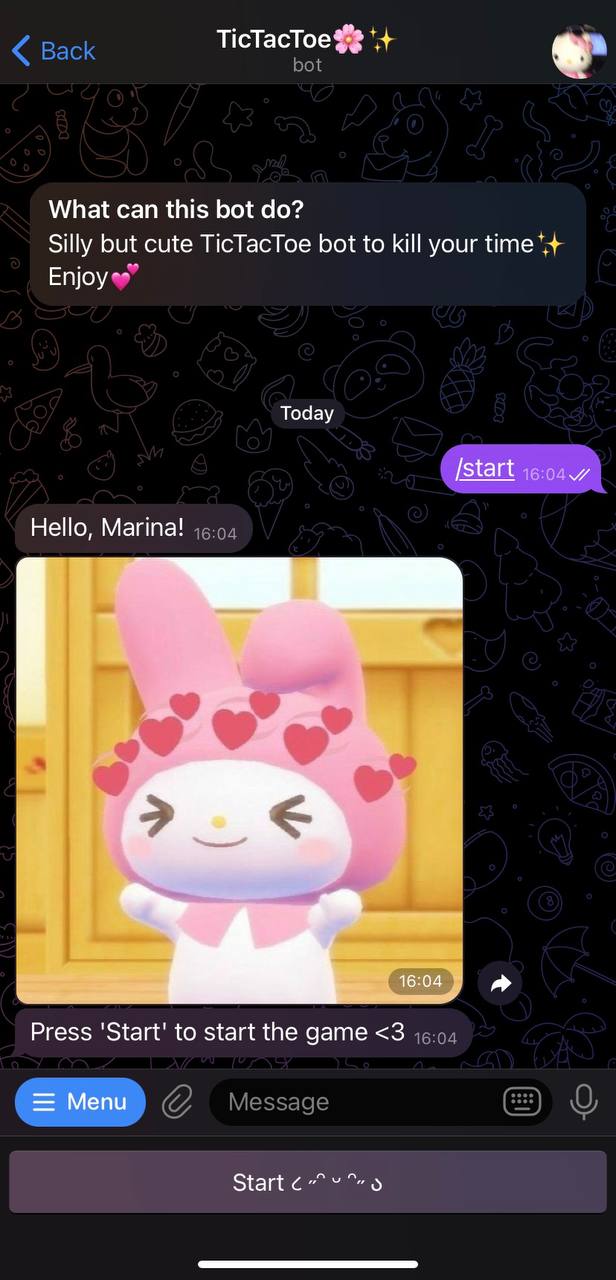 Back
TicTacToe🌸✨
bot
What can this bot do?
Silly but cute TicTacToe bot to kill your time✨
Enjoy💕
Today
/start 16:04
Hello, Marina! 16:04
16:04
Press 'Start' to start the game <3 16:04
Menu
Message
Start ૮ ˶ᵔ ᵕ ᵔ˶ ა